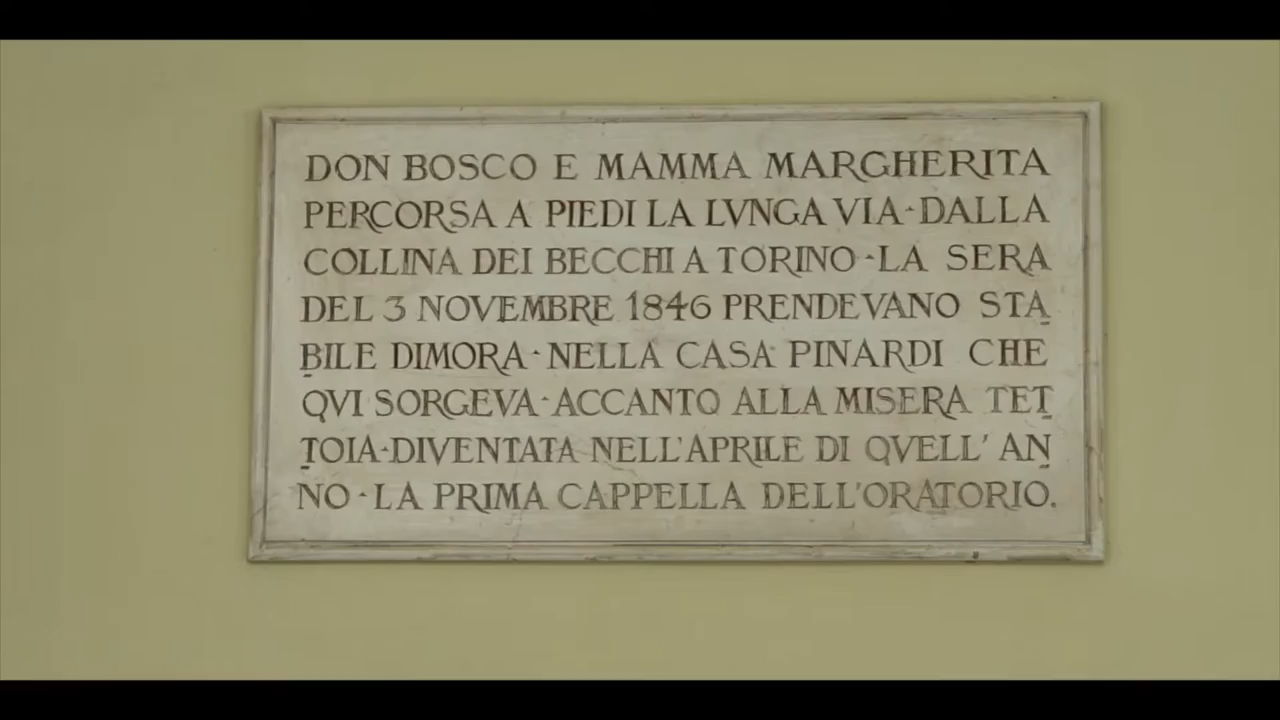 DON BOSCO E MAMMA MARGHERITA
PERCORSA A PIEDI LA LVNGA VIA·DALLA
COLLINA DEI BECCHI A TORINO·LA SERA
DEL 3 NOVEMBRE 1846 PRENDEVANO STA
BILE DIMORA·NELLA CASA PINARDI CHE
QVI SORGEVA·ACCANTO ALLA MISERA TET
TOIA·DIVENTATA NELL'APRILE DI QVELL' AN
NO·LA PRIMA CAPPELLA DELL'ORATORIO.